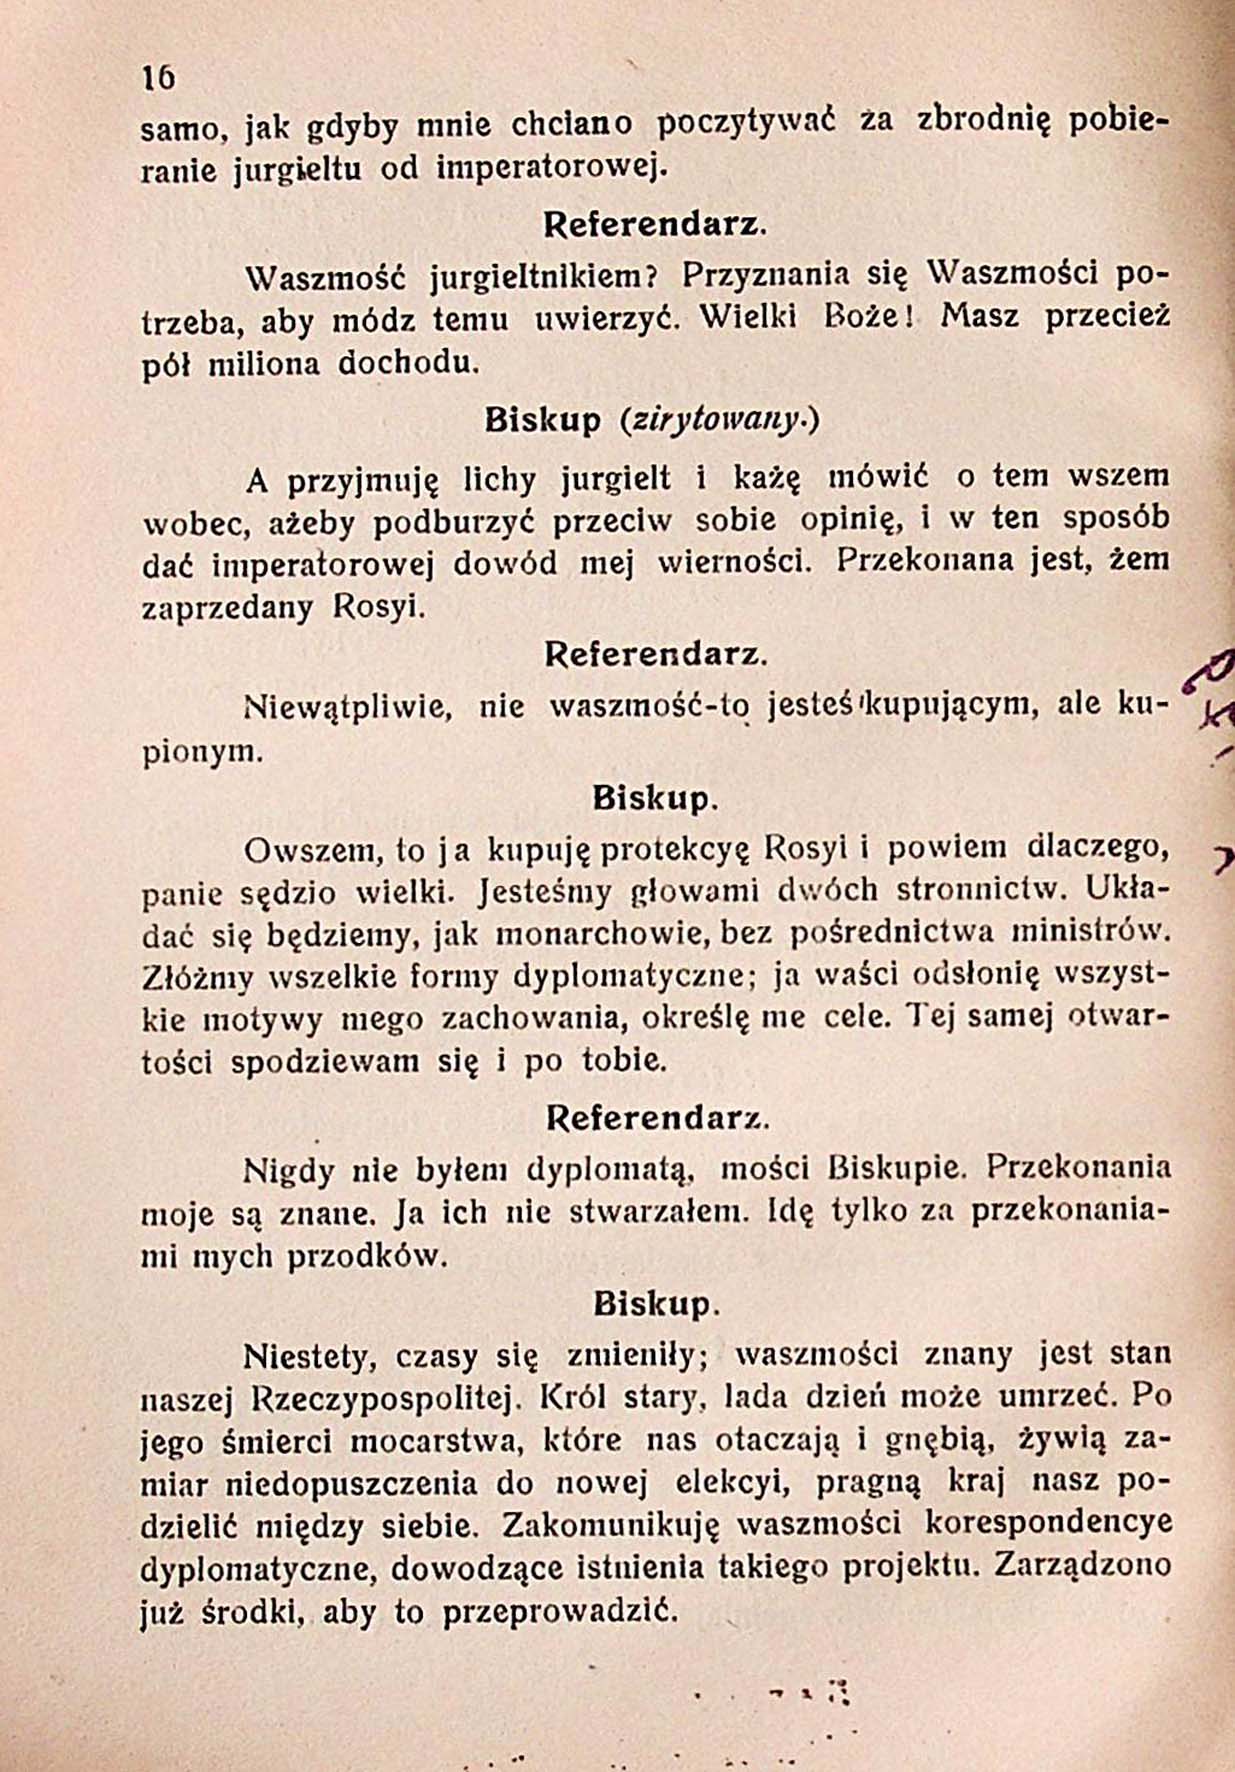 16
samo, jak gdyby mnie chciano poczytywać za zbrodnię pobie-
ranie jurgieltu od imperatorowej.
Referendarz.
Waszmość jurgieltnikiem? Przyznania się Waszmości po-
trzeba, aby módz temu uwierzyć. Wielki Boże! Masz przecież
pół miliona dochodu.
Biskup (zirytowany.)
A przyjmuję lichy jurgielt i każę mówić o tem wszem
wobec, ażeby podburzyć przeciw sobie opinię, i w ten sposób
dać imperatorowej dowód mej wierności. Przekonana jest, żem
zaprzedany Rosyi.
Referendarz.
Niewątpliwie, nie waszmość-to jesteś kupującym, ale ku-
pionym.
Biskup.
Owszem, to ja kupuję protekcyę Rosyi i powiem dlaczego,
panie sędzio wielki. Jesteśmy głowami dwóch stronnictw. Ukła-
dać się będziemy, jak monarchowie, bez pośrednictwa ministrów.
Złóżmy wszelkie formy dyplomatyczne; ja waści odsłonię wszyst-
kie motywy mego zachowania, określę me cele. Tej samej otwar-
tości spodziewam się i po tobie.
Referendarz.
Nigdy nie byłem dyplomatą, mości Biskupie. Przekonania
moje są znane. Ja ich nie stwarzałem. Idę tylko za przekonania-
mi mych przodków.
Biskup.
Niestety, czasy się zmieniły; waszmości znany jest stan
naszej Rzeczypospolitej. Król stary, lada dzień może umrzeć. Po
jego śmierci mocarstwa, które nas otaczają i gnębią, żywią za-
miar niedopuszczenia do nowej elekcyi, pragną kraj nasz po-
dzielić między siebie. Zakomunikuję waszmości korespondencye
dyplomatyczne, dowodzące istnienia takiego projektu. Zarządzono
już środki, aby to przeprowadzić.